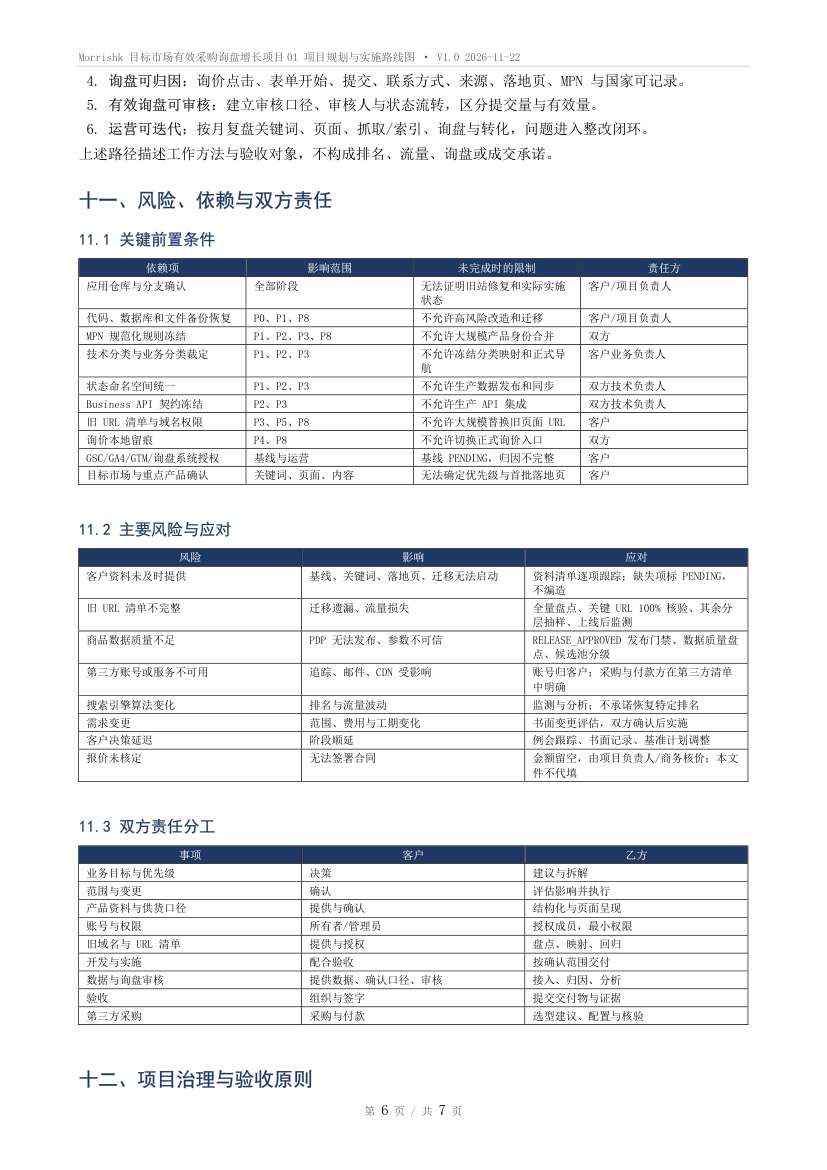 Morrishk 目标市场有效采购询盘增长项目 01 项目规划与实施路线图 • V1.0 2026-11-22
4. 询盘可归因：询价点击、表单开始、提交、联系方式、来源、落地页、MPN 与国家可记录。
5. 有效询盘可审核：建立审核口径、审核人与状态流转，区分提交量与有效量。
6. 运营可迭代：按月复盘关键词、页面、抓取/索引、询盘与转化，问题进入整改闭环。
上述路径描述工作方法与验收对象，不构成排名、流量、询盘或成交承诺。
十一、风险、依赖与双方责任
11.1 关键前置条件
依赖项 影响范围 未完成时的限制 责任方
应用仓库与分支确认 全部阶段 无法证明旧站修复和实际实施 客户/项目负责人
状态
代码、数据库和文件备份恢复 P0、P1、P8 不允许高风险改造和迁移 客户/项目负责人
MPN 规范化规则冻结 P1、P2、P3、P8 不允许大规模产品身份合并 双方
技术分类与业务分类裁定 P1、P2、P3 不允许冻结分类映射和正式导 客户业务负责人
航
状态命名空间统一 P1、P2、P3 不允许生产数据发布和同步 双方技术负责人
Business API 契约冻结 P2、P3 不允许生产 API 集成 双方技术负责人
旧 URL 清单与域名权限 P3、P5、P8 不允许大规模替换旧页面 URL 客户
询价本地留痕 P4、P8 不允许切换正式询价入口 双方
GSC/GA4/GTM/询盘系统授权 基线与运营 基线 PENDING，归因不完整 客户
目标市场与重点产品确认 关键词、页面、内容 无法确定优先级与首批落地页 客户
11.2 主要风险与应对
风险 影响 应对
客户资料未及时提供 基线、关键词、落地页、迁移无法启动 资料清单逐项跟踪；缺失项标 PENDING，
不编造
旧 URL 清单不完整 迁移遗漏、流量损失 全量盘点、关键 URL 100% 核验、其余分
层抽样、上线后监测
商品数据质量不足 PDP 无法发布、参数不可信 RELEASE_APPROVED 发布门禁、数据质量盘
点、候选池分级
第三方账号或服务不可用 追踪、邮件、CDN 受影响 账号归客户；采购与付款方在第三方清单
中明确
搜索引擎算法变化 排名与流量波动 监测与分析；不承诺恢复特定排名
需求变更 范围、费用与工期变化 书面变更评估，双方确认后实施
客户决策延迟 阶段顺延 例会跟踪、书面记录、基准计划调整
报价未核定 无法签署合同 金额留空，由项目负责人/商务核价；本文
件不代填
11.3 双方责任分工
事项 客户 乙方
业务目标与优先级 决策 建议与拆解
范围与变更 确认 评估影响并执行
产品资料与供货口径 提供与确认 结构化与页面呈现
账号与权限 所有者/管理员 授权成员，最小权限
旧域名与 URL 清单 提供与授权 盘点、映射、回归
开发与实施 配合验收 按确认范围交付
数据与询盘审核 提供数据、确认口径、审核 接入、归因、分析
验收 组织与签字 提交交付物与证据
第三方采购 采购与付款 选型建议、配置与核验
十二、项目治理与验收原则
第 6 页 / 共 7 页